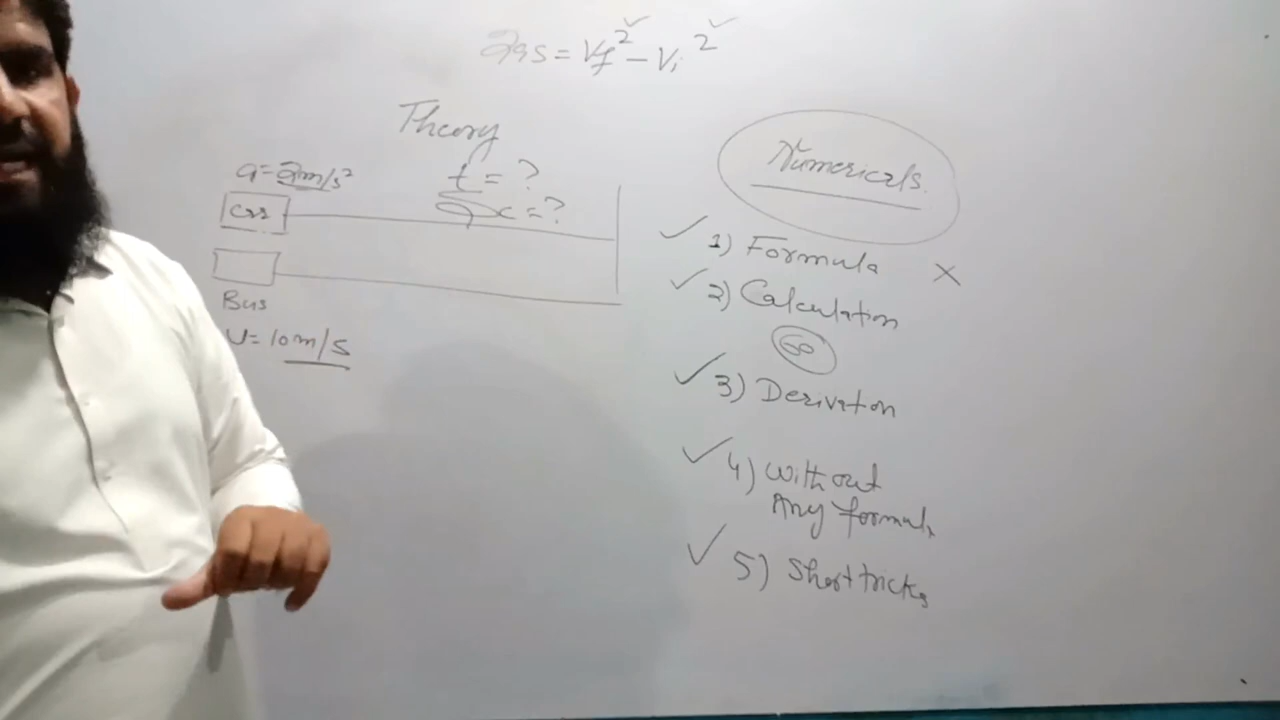 2as = Vf² – Vi²
Theory
a = 2m/s²
t = ?
Car
x = ?
Bus
v = 10m/s
Numericals.
1) Formula ×
2) Calculation
3) Derivaton
4) Without
Any formula
5) Short tricks